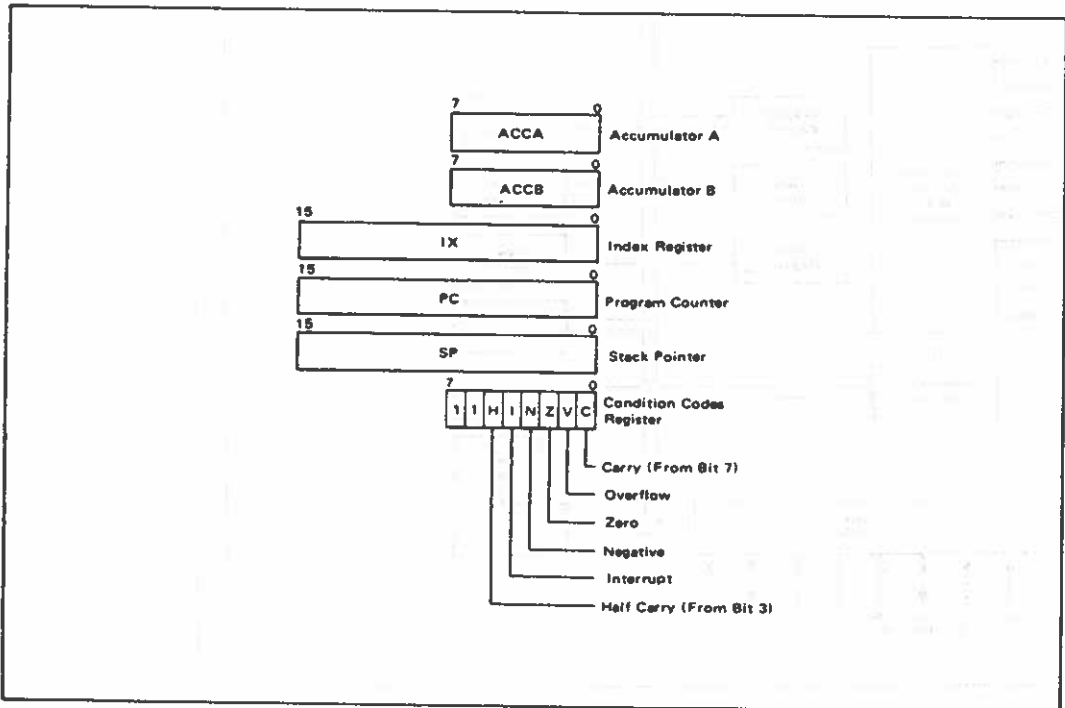 7 0
ACCA Accumulator A
7 0
ACCB Accumulator B
15 0
IX Index Register
15 0
PC Program Counter
15 0
SP Stack Pointer
7 0
1 1 H I N Z V C Condition Codes
Register
Carry (From Bit 7)
Overflow
Zero
Negative
Interrupt
Half Carry (From Bit 3)